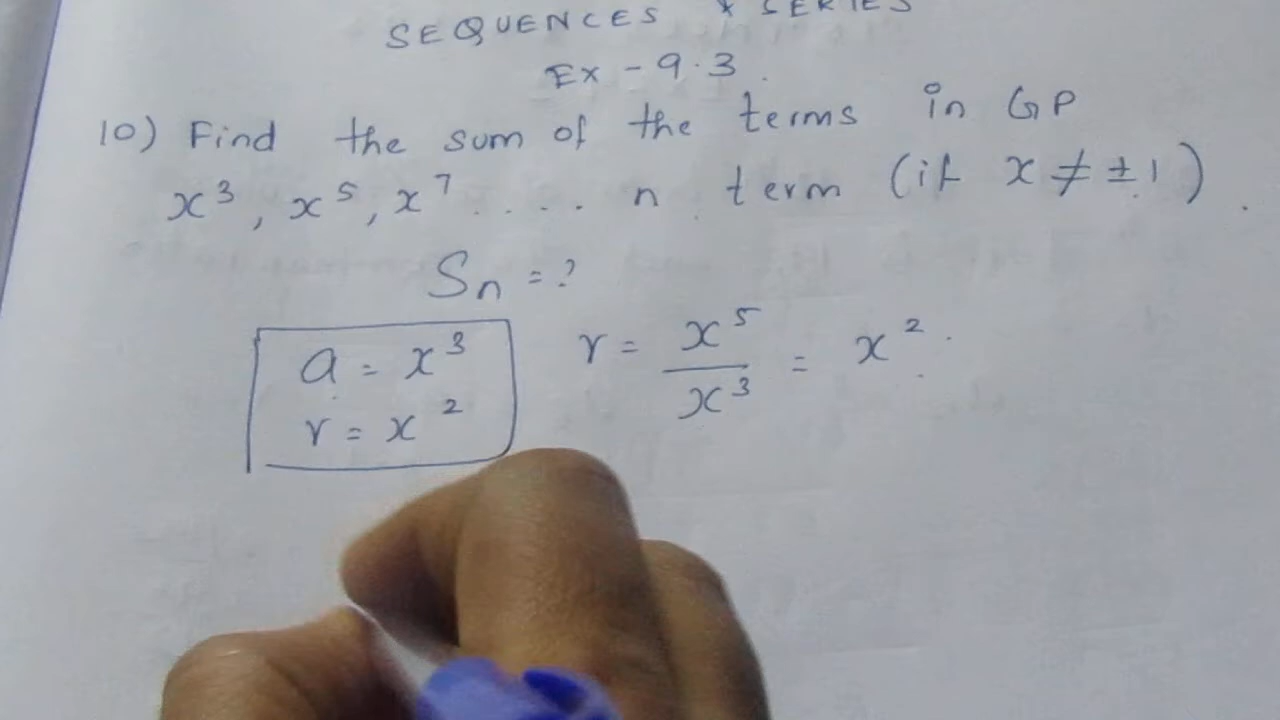 SEQUENCES & SERIES
Ex - 9.3.
10) Find the sum of the terms in GP
x³, x⁵, x⁷ .... n term (if x ≠ ±1).
Sn = ?
a = x³
r = x²
r = x⁵/x³ = x².